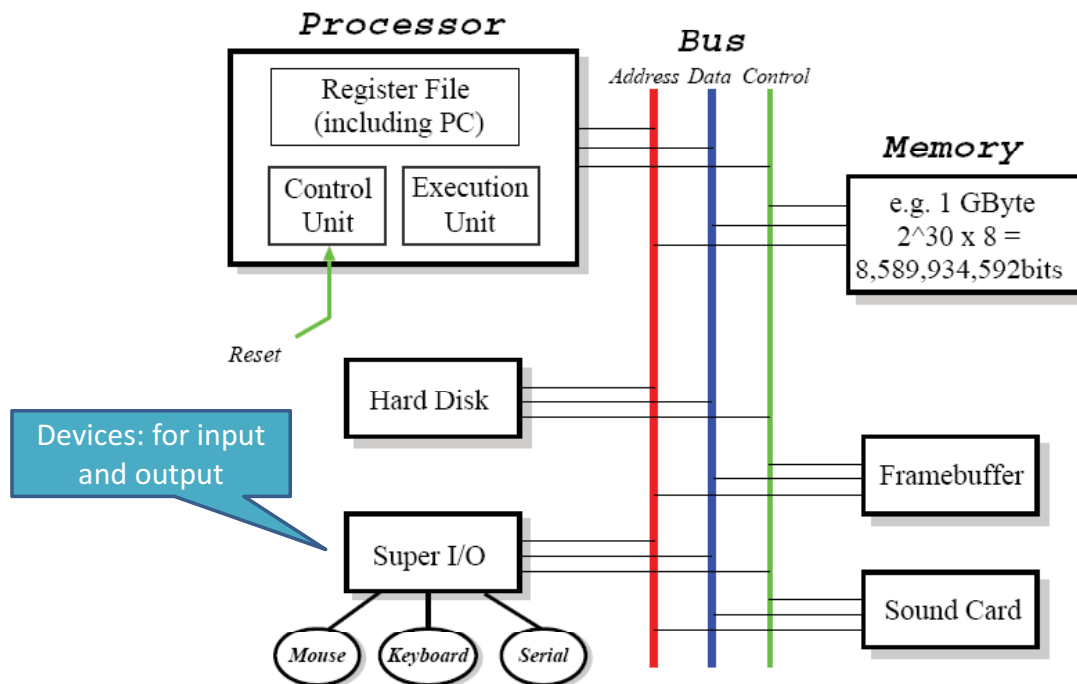 Processor
Register File
(including PC)
Control
Unit
Execution
Unit
Reset
Bus
Address Data Control
Memory
e.g. 1 GByte
2^30 x 8 =
8,589,934,592bits
Hard Disk
Devices: for input
and output
Framebuffer
Super I/O
Sound Card
Mouse
Keyboard
Serial